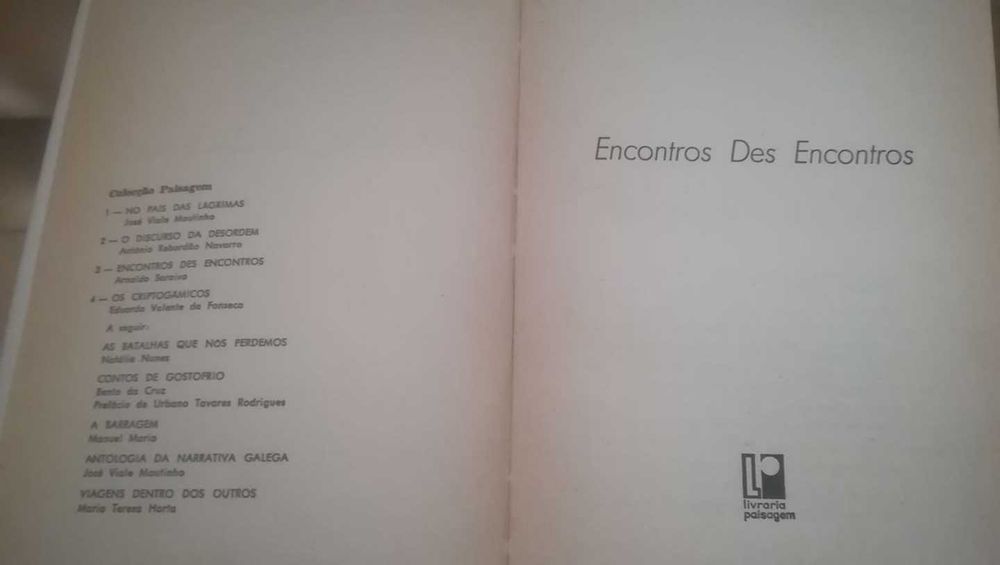 Colecção Paisagem
1 — NO PAÍS DAS LÁGRIMAS
José Viale Moutinho
2 — O DISCURSO DA DESORDEM
António Rebordão Navarro
3 — ENCONTROS DES ENCONTROS
Arnaldo Saraiva
4 — OS CRIPTOGÂMICOS
Eduardo Valente da Fonseca
A seguir:
AS BATALHAS QUE NÓS PERDEMOS
Natália Nunes
CONTOS DE GOSTOFRIO
Bento da Cruz
Prefácio de Urbano Tavares Rodrigues
A BARRAGEM
Manuel Maria
ANTOLOGIA DA NARRATIVA GALEGA
José Viale Moutinho
VIAGENS DENTRO DOS OUTROS
Maria Teresa Horta
Encontros Des Encontros
livraria
paisagem